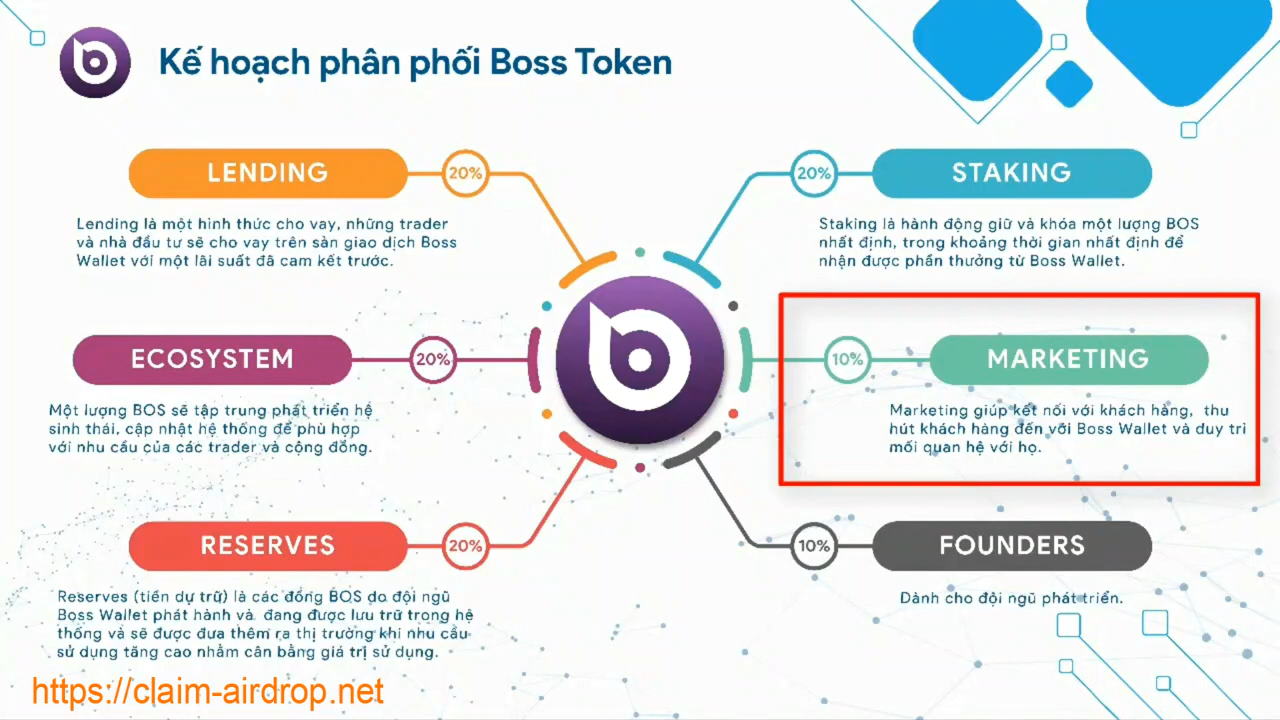 Kế hoạch phân phối Boss Token
LENDING
20%
Lending là một hình thức cho vay, những trader
và nhà đầu tư sẽ cho vay trên sàn giao dịch Boss
Wallet với một lãi suất đã cam kết trước.
20%
STAKING
Staking là hành động giữ và khóa một lượng BOS
nhất định, trong khoảng thời gian nhất định để
nhận được phần thưởng từ Boss Wallet.
ECOSYSTEM
20%
Một lượng BOS sẽ tập trung phát triển hệ
sinh thái, cập nhật hệ thống để phù hợp
với nhu cầu của các trader và cộng đồng.
10%
MARKETING
Marketing giúp kết nối với khách hàng, thu
hút khách hàng đến với Boss Wallet và duy trì
mối quan hệ với họ.
RESERVES
20%
Reserves (tiền dự trữ) là các đồng BOS do đội ngũ
Boss Wallet phát hành và đang được lưu trữ trong hệ
thống và sẽ được đưa thêm ra thị trường khi nhu cầu
sử dụng tăng cao nhằm cân bằng giá trị sử dụng.
10%
FOUNDERS
Dành cho đội ngũ phát triển.
https://claim-airdrop.net